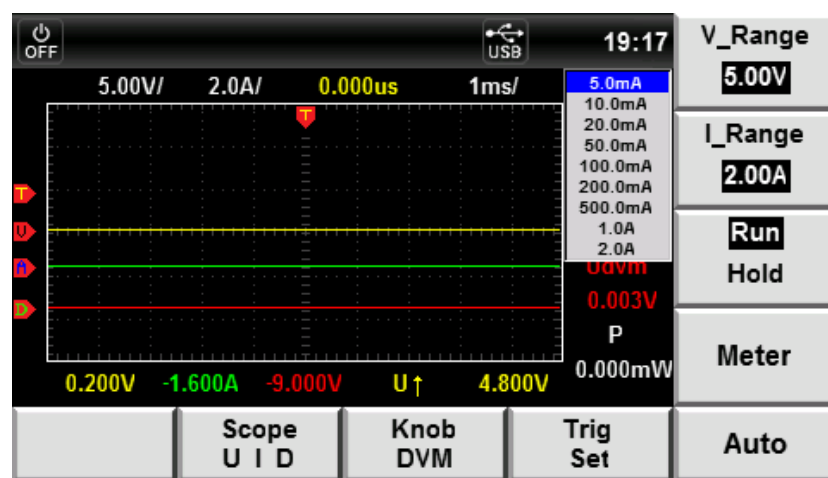 OFF
USB
19:17
5.00V/ 2.0A/ 0.000us 1ms/
5.0mA
10.0mA
20.0mA
50.0mA
100.0mA
200.0mA
500.0mA
1.0A
2.0A
T
T
V
A
D
Udvm
0.003V
P
0.000mW
0.200V -1.600A -9.000V U↑ 4.800V
V_Range
5.00V
I_Range
2.00A
Run
Hold
Meter
Auto
Scope
U I D
Knob
DVM
Trig
Set